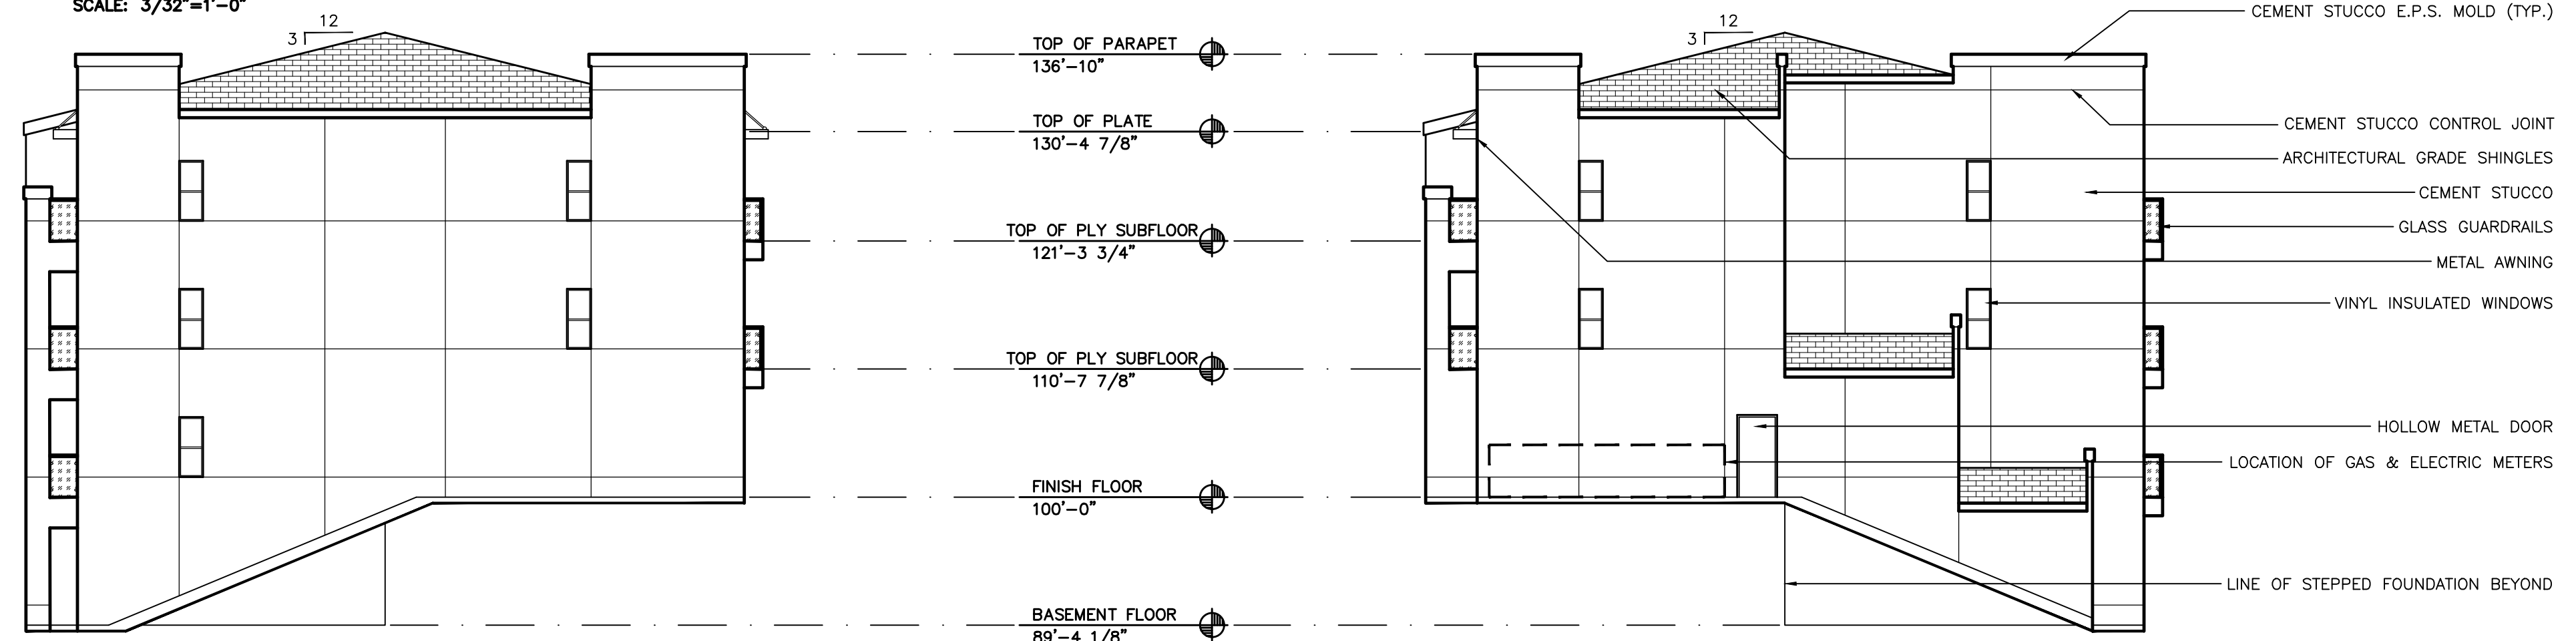 SCALE: 3/32"=1'-0"
12
3
TOP OF PARAPET
136'-10"
TOP OF PLATE
130'-4 7/8"
TOP OF PLY SUBFLOOR
121'-3 3/4"
TOP OF PLY SUBFLOOR
110'-7 7/8"
FINISH FLOOR
100'-0"
BASEMENT FLOOR
89'-4 1/8"
12
3
CEMENT STUCCO E.P.S. MOLD (TYP.)
CEMENT STUCCO CONTROL JOINT
ARCHITECTURAL GRADE SHINGLES
CEMENT STUCCO
GLASS GUARDRAILS
METAL AWNING
VINYL INSULATED WINDOWS
HOLLOW METAL DOOR
LOCATION OF GAS & ELECTRIC METERS
LINE OF STEPPED FOUNDATION BEYOND